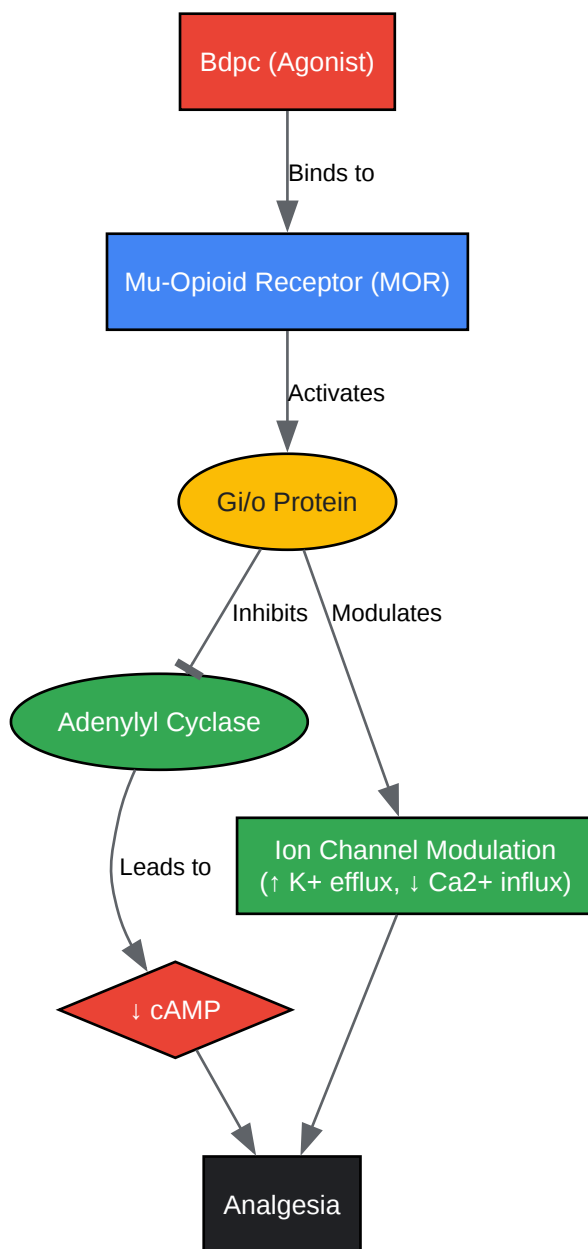 Bdpc (Agonist)
Binds to
Mu-Opioid Receptor (MOR)
Activates
Gi/o Protein
Inhibits
Modulates
Adenylyl Cyclase
Ion Channel Modulation
(↑ K+ efflux, ↓ Ca2+ influx)
Leads to
↓ cAMP
Analgesia